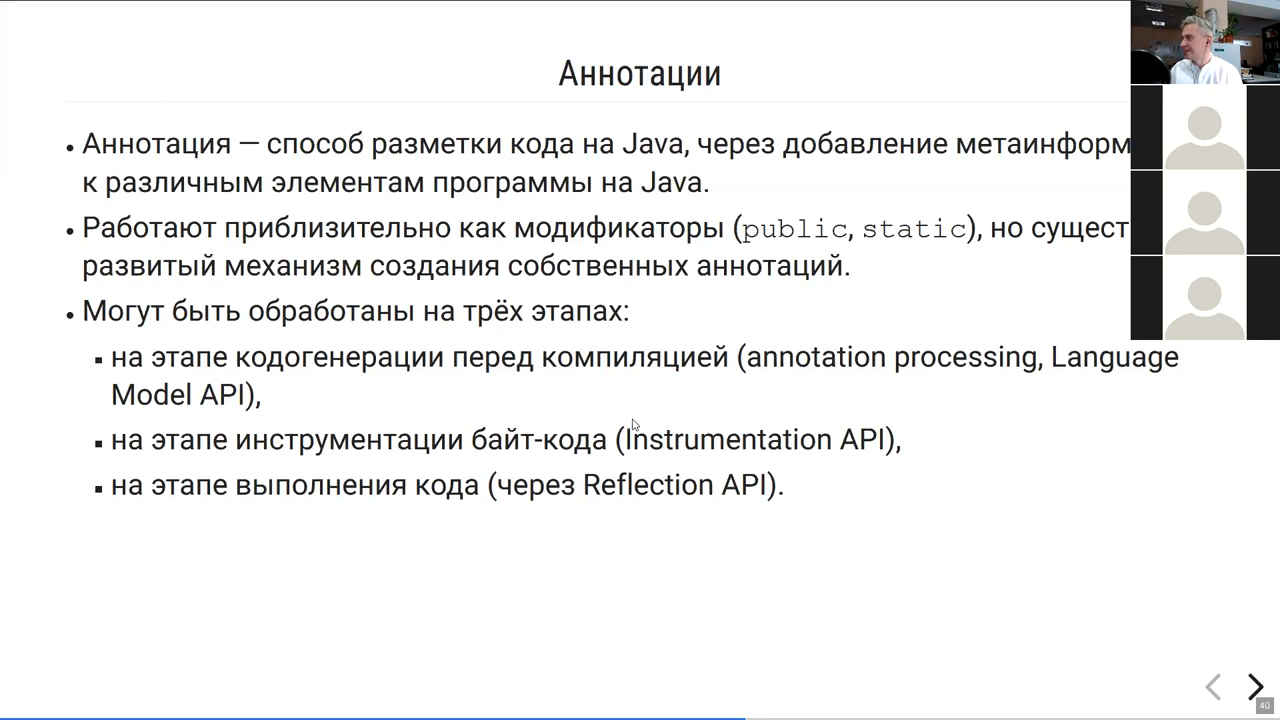 Аннотации
• Аннотация — способ разметки кода на Java, через добавление метаинформ
к различным элементам программы на Java.
• Работают приблизительно как модификаторы (public, static), но сущест
развитый механизм создания собственных аннотаций.
• Могут быть обработаны на трёх этапах:
▪ на этапе кодогенерации перед компиляцией (annotation processing, Language
Model API),
▪ на этапе инструментации байт-кода (Instrumentation API),
▪ на этапе выполнения кода (через Reflection API).
40